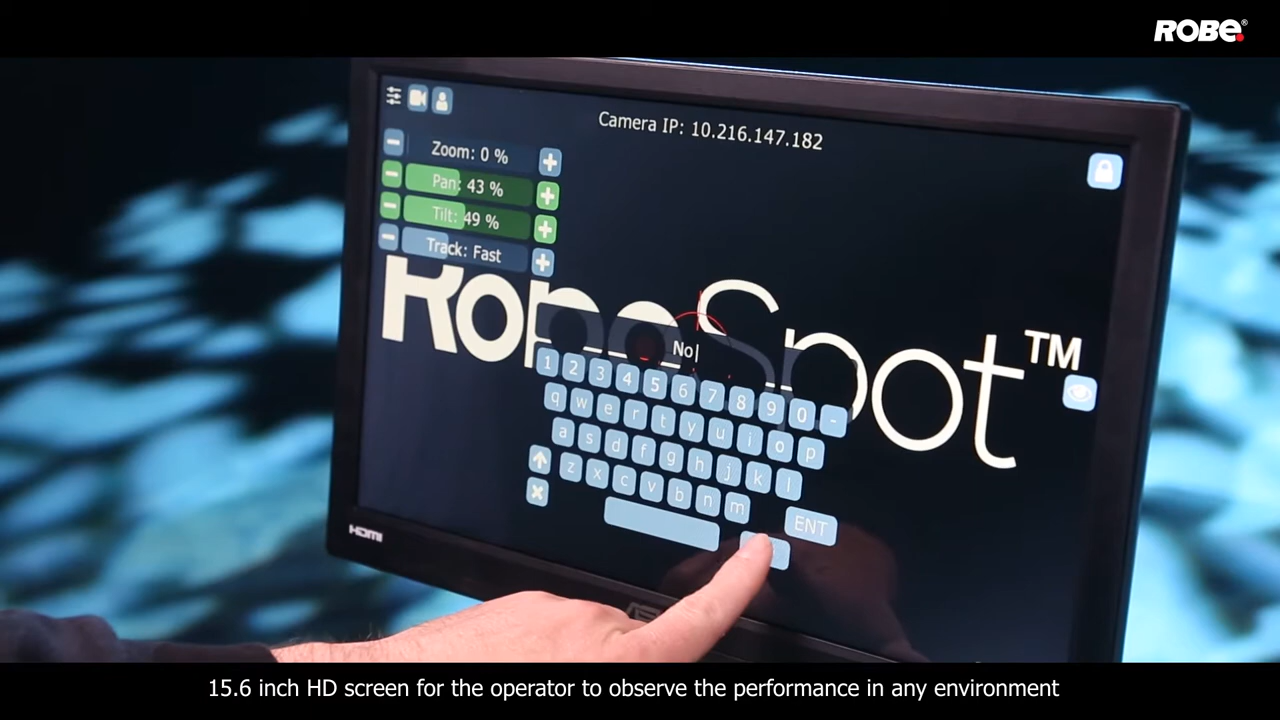 ROBE®
Camera IP: 10.216.147.182
Zoom: 0 %
Pan: 43 %
Tilt: 49 %
Track: Fast
RoboSpot™
No
1 2 3 4 5 6 7 8 9 0 -
q w e r t y u i o p
a s d f g h j k l
z x c v b n m
ENT
HDMI
15.6 inch HD screen for the operator to observe the performance in any environment